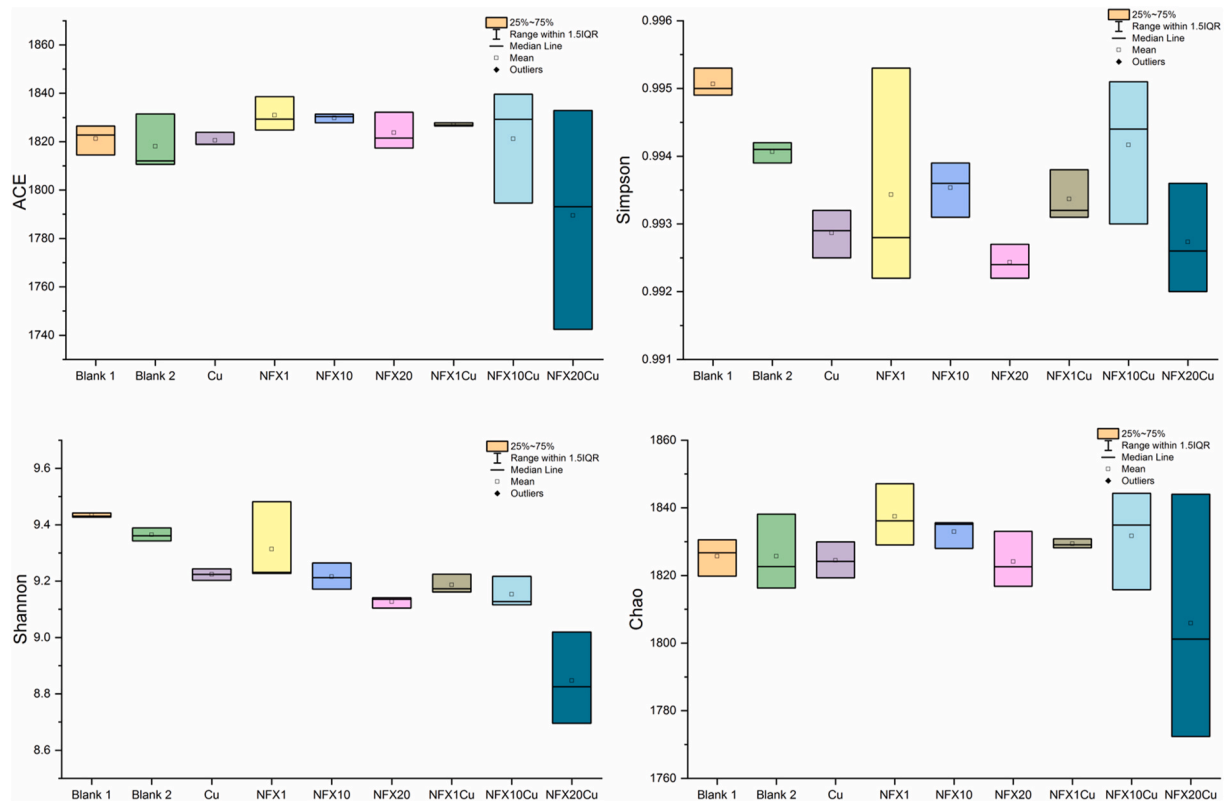 ACE
1860
1840
1820
1800
1780
1760
1740
25%~75%
Range within 1.5IQR
Median Line
Mean
Outliers
Blank 1 Blank 2 Cu NFX1 NFX10 NFX20 NFX1Cu NFX10Cu NFX20Cu
Simpson
0.996
0.995
0.994
0.993
0.992
0.991
25%~75%
Range within 1.5IQR
Median Line
Mean
Outliers
Blank 1 Blank 2 Cu NFX1 NFX10 NFX20 NFX1Cu NFX10Cu NFX20Cu
Shannon
9.6
9.4
9.2
9.0
8.8
8.6
25%~75%
Range within 1.5IQR
Median Line
Mean
Outliers
Blank 1 Blank 2 Cu NFX1 NFX10 NFX20 NFX1Cu NFX10Cu NFX20Cu
Chao
1860
1840
1820
1800
1780
1760
25%~75%
Range within 1.5IQR
Median Line
Mean
Outliers
Blank 1 Blank 2 Cu NFX1 NFX10 NFX20 NFX1Cu NFX10Cu NFX20Cu